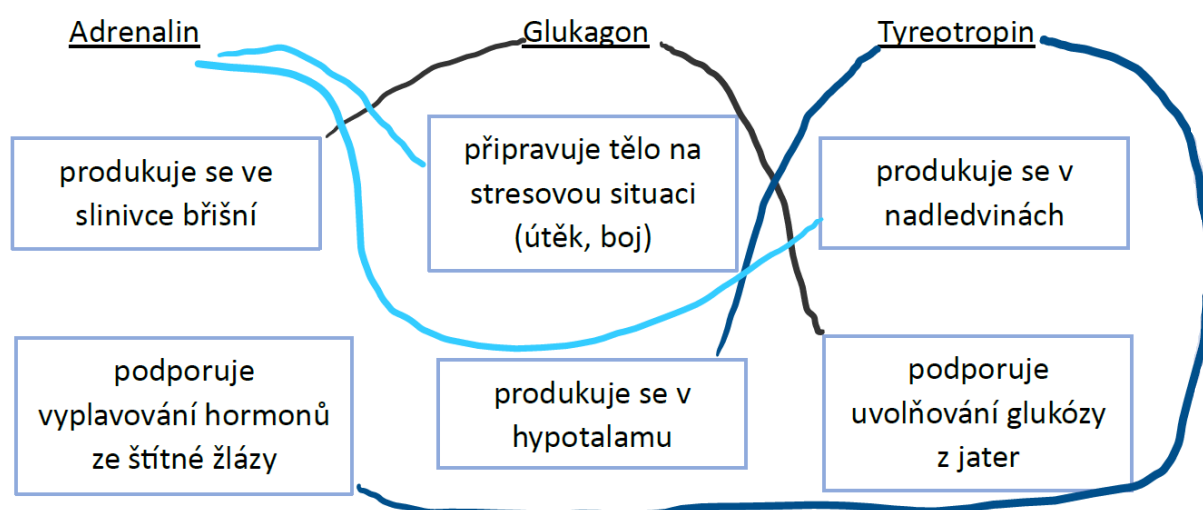 Adrenalin
Glukagon
Tyreotropin
produkuje se ve
slinivce břišní
připravuje tělo na
stresovou situaci
(útěk, boj)
produkuje se v
nadledvinách
podporuje
vyplavování hormonů
ze štítné žlázy
produkuje se v
hypotalamu
podporuje
uvolňování glukózy
z jater